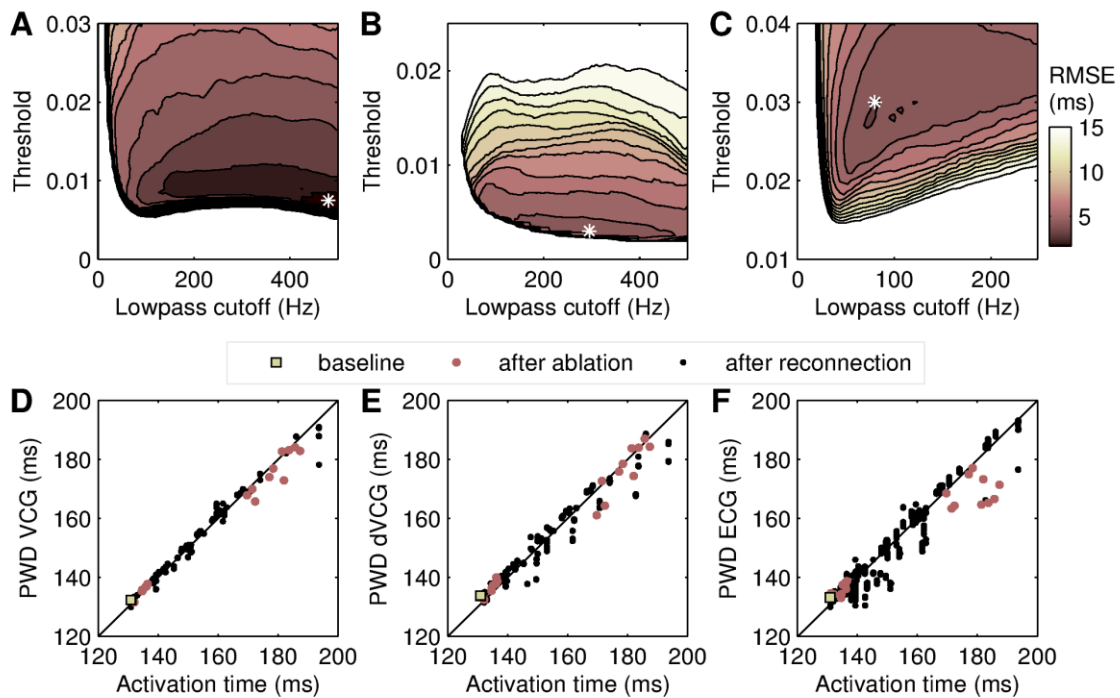 A
B
C
0.03
0.02
0.01
0
Threshold
0
200
400
Lowpass cutoff (Hz)
0.02
0.01
0
Threshold
0
200
400
Lowpass cutoff (Hz)
0.04
0.03
0.02
0.01
Threshold
0
100
200
Lowpass cutoff (Hz)
RMSE
(ms)
15
10
5
baseline
after ablation
after reconnection
D
200
180
160
140
120
PWD VCG (ms)
120
140
160
180
200
Activation time (ms)
E
200
180
160
140
120
PWD dVCG (ms)
120
140
160
180
200
Activation time (ms)
F
200
180
160
140
120
PWD ECG (ms)
120
140
160
180
200
Activation time (ms)